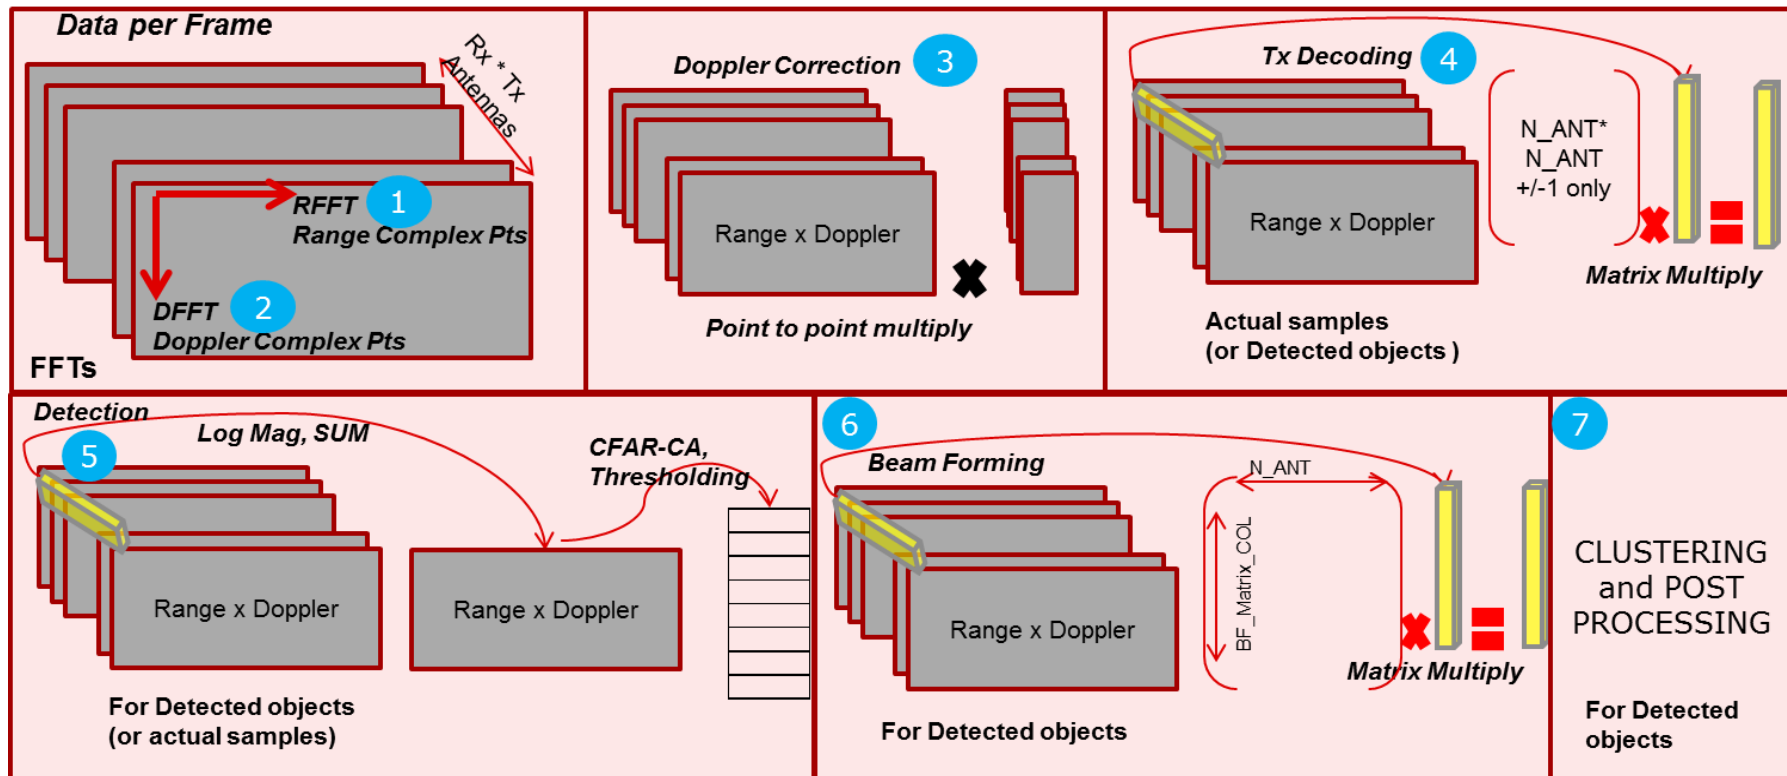 Data per Frame
Rx * Tx
Antennas
1
RFFT
Range Complex Pts
2
DFFT
Doppler Complex Pts
FFTs
3
Doppler Correction
Range x Doppler
Point to point multiply
4
Tx Decoding
N_ANT*
N_ANT
+/-1 only
Range x Doppler
Matrix Multiply
Actual samples
(or Detected objects )
Detection
5
Log Mag, SUM
CFAR-CA,
Thresholding
Range x Doppler
Range x Doppler
For Detected objects
(or actual samples)
6
Beam Forming
N_ANT
BF_Matrix_COL
Range x Doppler
Matrix Multiply
For Detected objects
7
CLUSTERING
and POST
PROCESSING
For Detected
objects